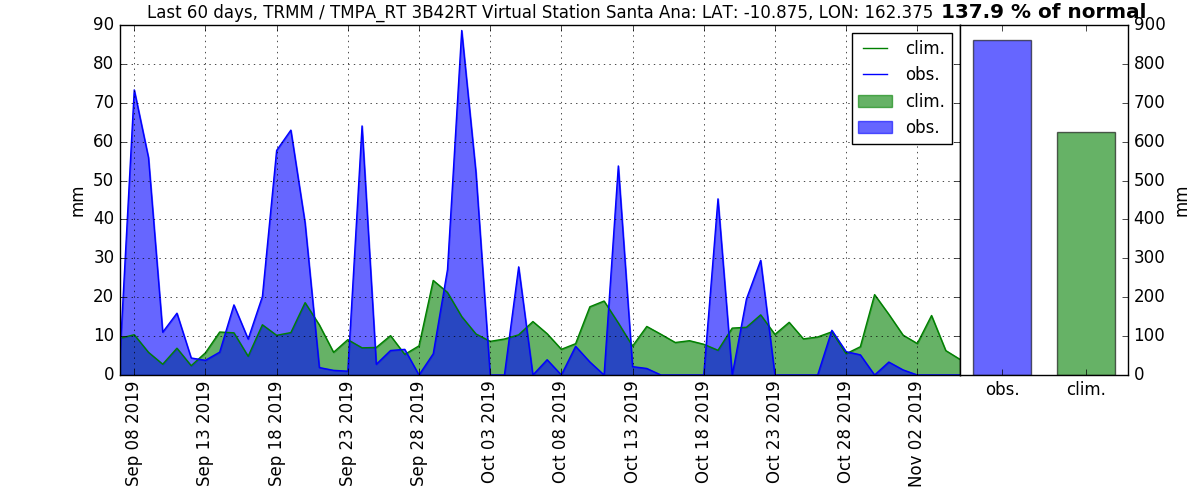 Last 60 days, TRMM / TMPA_RT 3B42RT Virtual Station Santa Ana: LAT: -10.875, LON: 162.375 137.9 % of normal
90
80
70
60
50
40
30
20
10
0
mm
clim.
obs.
clim.
obs.
Sep 08 2019
Sep 13 2019
Sep 18 2019
Sep 23 2019
Sep 28 2019
Oct 03 2019
Oct 08 2019
Oct 13 2019
Oct 18 2019
Oct 23 2019
Oct 28 2019
Nov 02 2019
900
800
700
600
500
400
300
200
100
0
mm
obs.
clim.